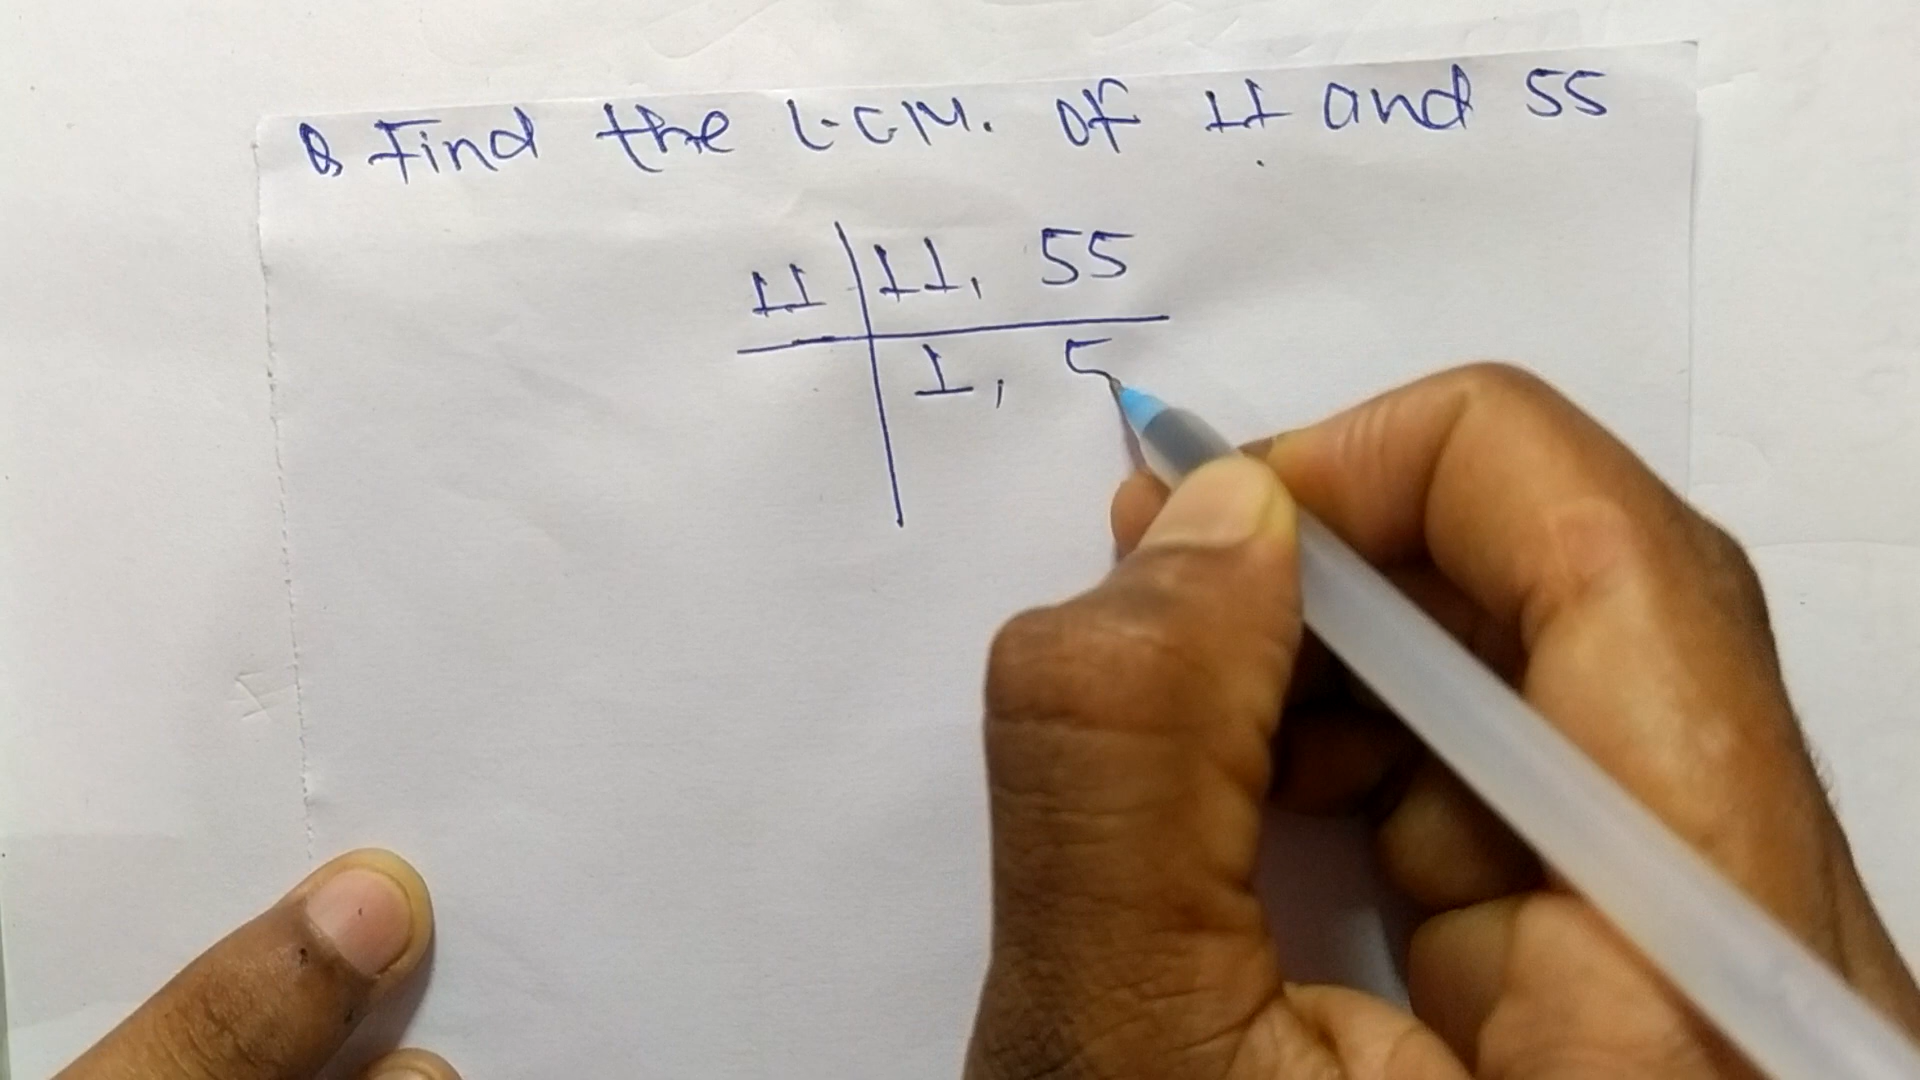 Q Find the L.C.M. of 11 and 55
11 | 11, 55
1, 5